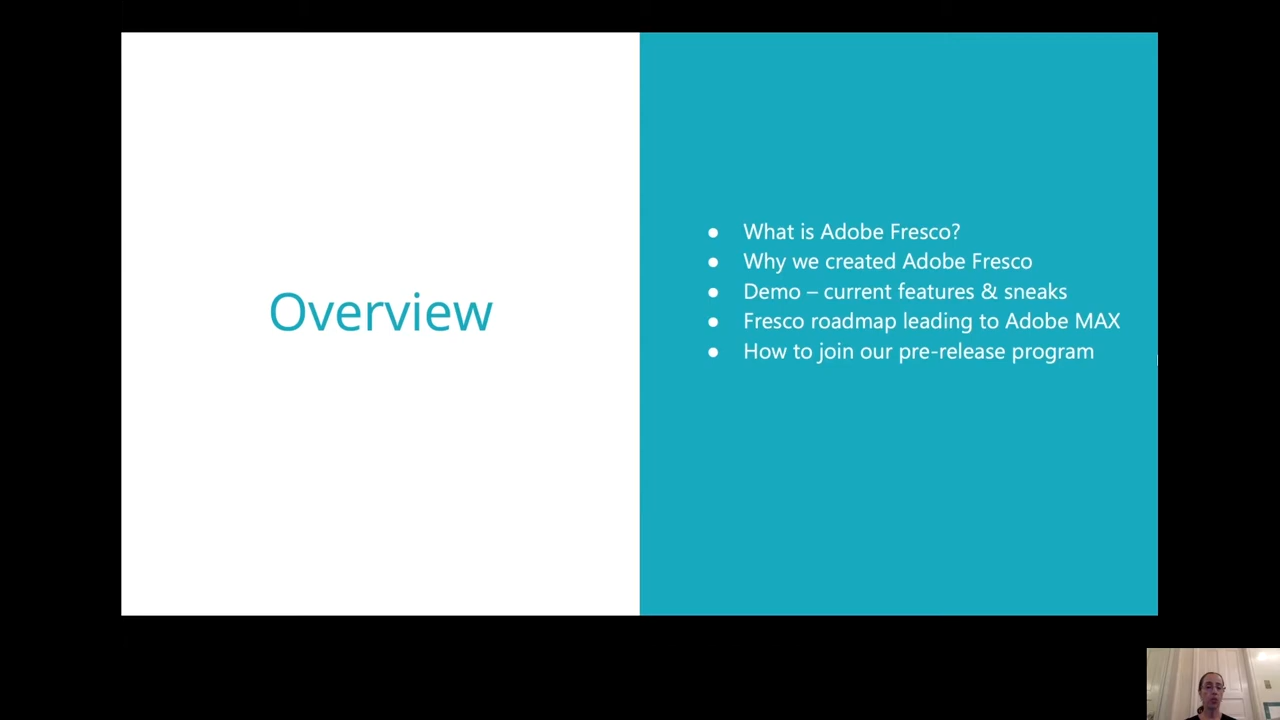 Overview
What is Adobe Fresco?
Why we created Adobe Fresco
Demo – current features & sneaks
Fresco roadmap leading to Adobe MAX
How to join our pre-release program